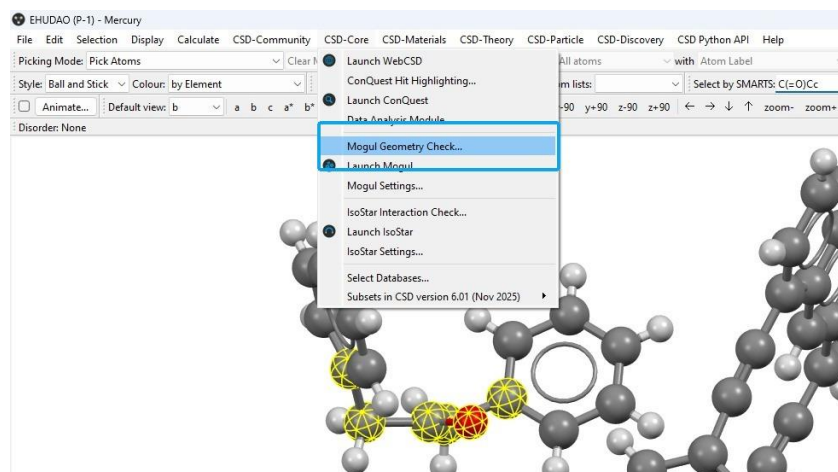 EHUDAO (P-1) - Mercury
File Edit Selection Display Calculate CSD-Community CSD-Core CSD-Materials CSD-Theory CSD-Particle CSD-Discovery CSD Python API Help
Picking Mode: Pick Atoms Clear All atoms with Atom Label
Style: Ball and Stick Colour: by Element lists: Select by SMARTS: C(=O)Cc
Animate... Default view: b a b c a* b* -90 y+90 z-90 z+90 zoom- zoom+
Disorder: None
Launch WebCSD
ConQuest Hit Highlighting...
Launch ConQuest
Data Analysis Module
Mogul Geometry Check...
Launch Mogul
Mogul Settings...
IsoStar Interaction Check...
Launch IsoStar
IsoStar Settings...
Select Databases...
Subsets in CSD version 6.01 (Nov 2025)